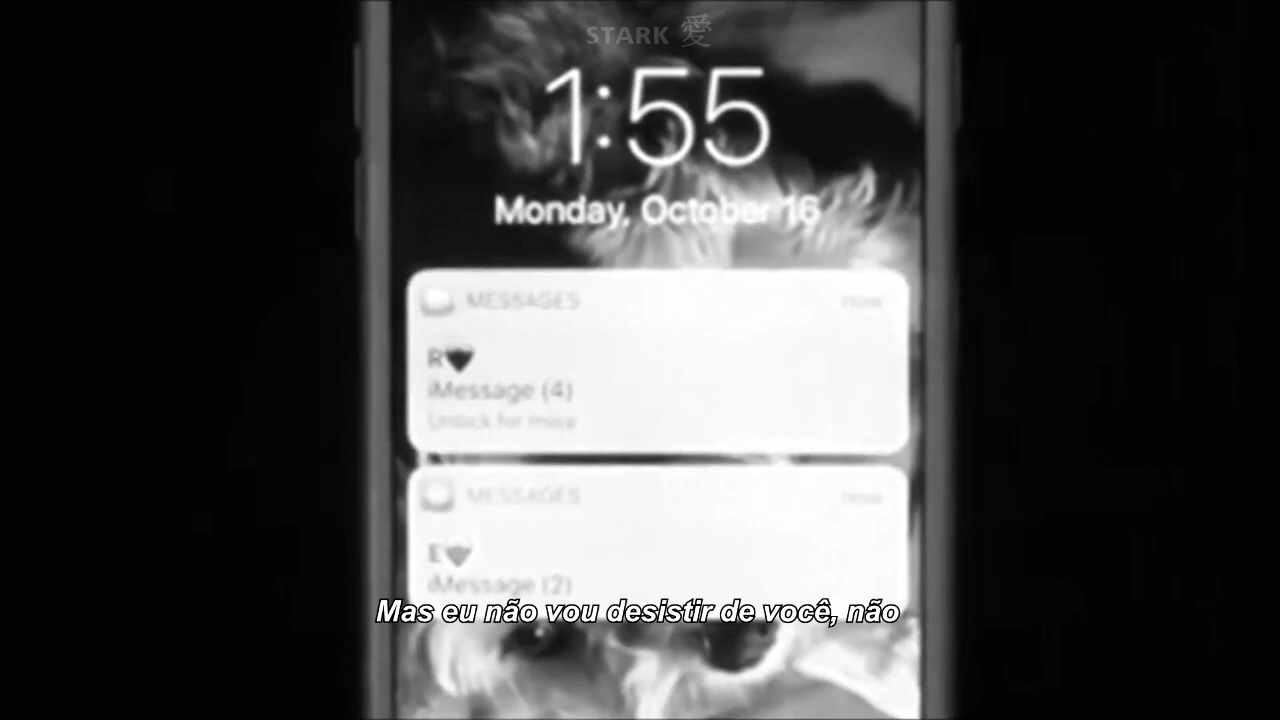 STARK 愛
1:55
Monday, October 16
MESSAGES
now
R🖤
iMessage (4)
Unlock for more
MESSAGES
now
E🖤
iMessage (2)
Mas eu não vou desistir de você, não